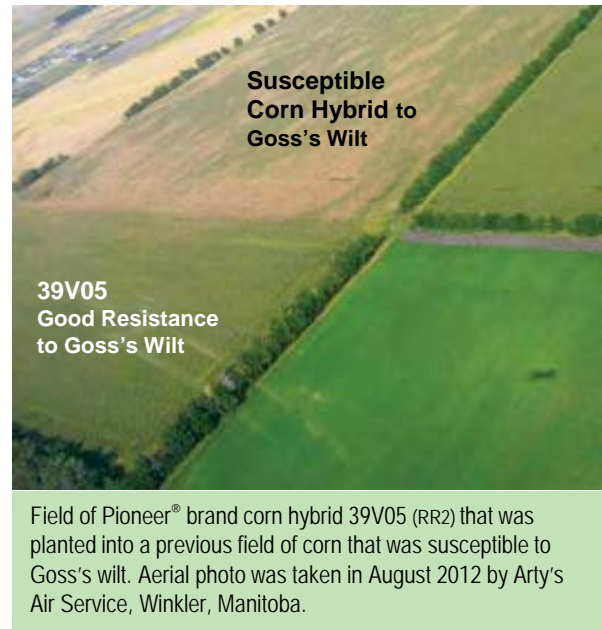 Susceptible
Corn Hybrid to
Goss’s Wilt
39V05
Good Resistance
to Goss’s Wilt
Field of Pioneer® brand corn hybrid 39V05 (RR2) that was
planted into a previous field of corn that was susceptible to
Goss’s wilt. Aerial photo was taken in August 2012 by Arty’s
Air Service, Winkler, Manitoba.